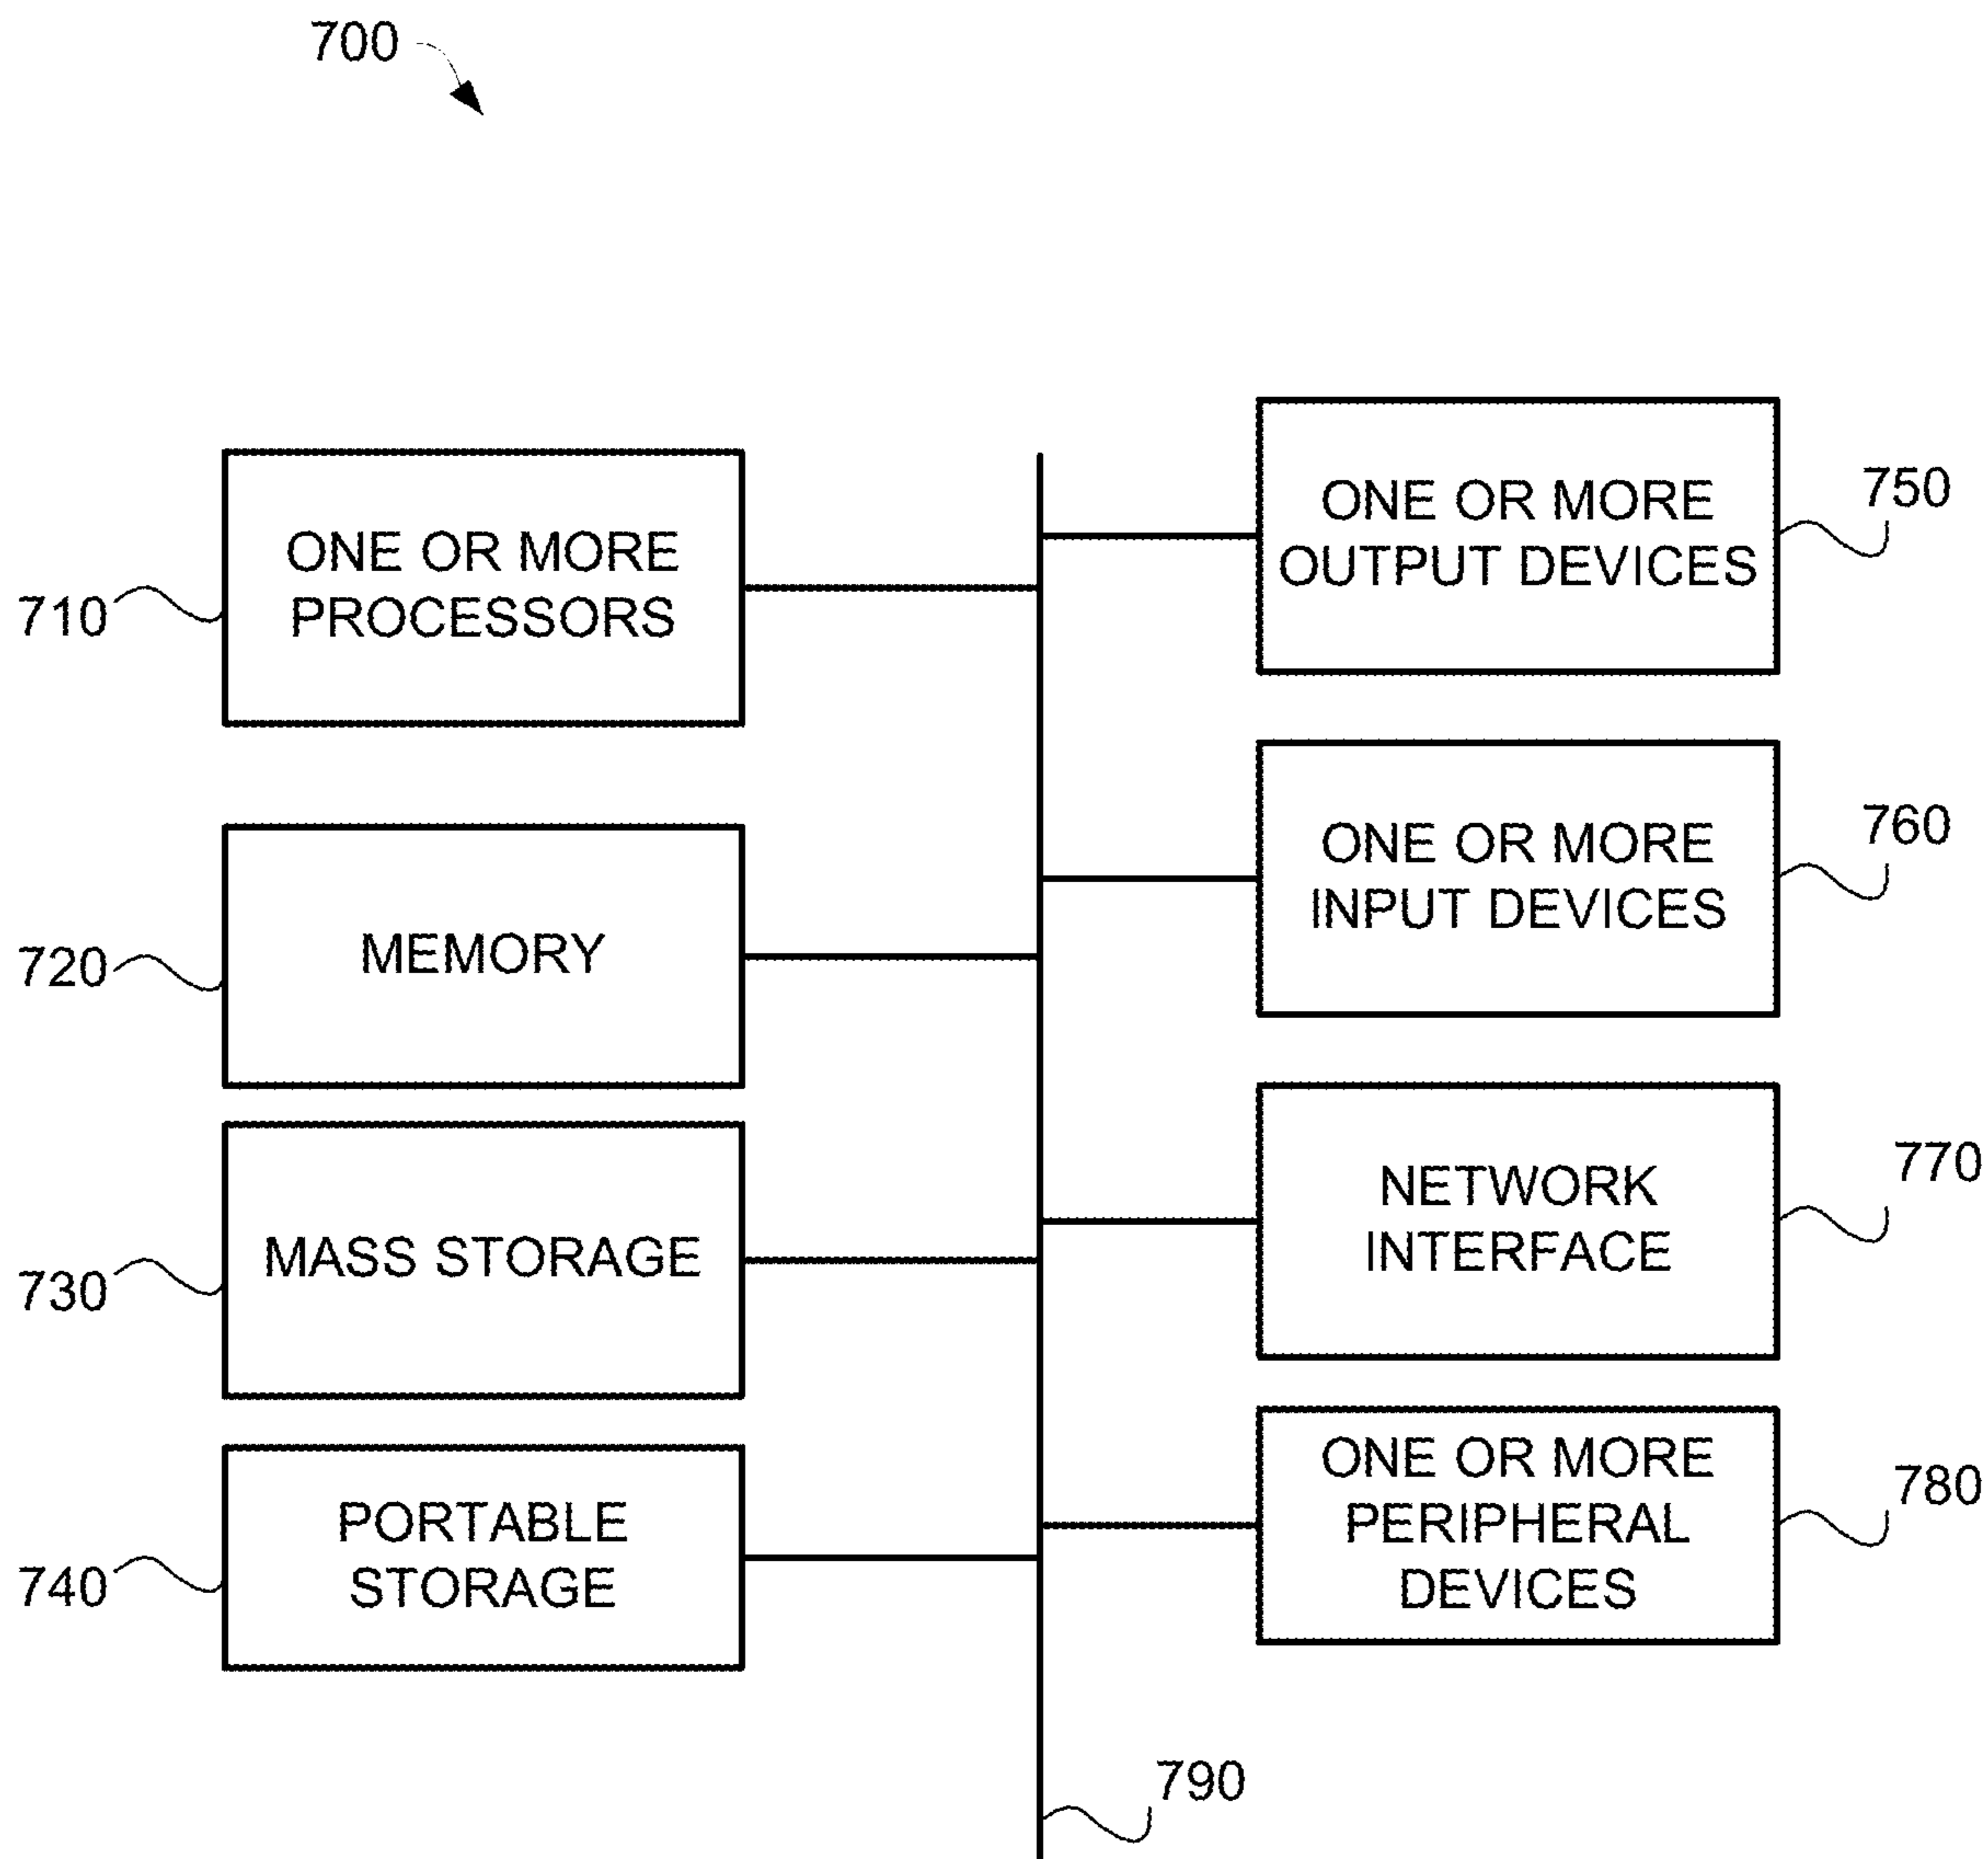 700
710
ONE OR MORE
PROCESSORS
720
MEMORY
730
MASS STORAGE
740
PORTABLE
STORAGE
ONE OR MORE
OUTPUT DEVICES
750
ONE OR MORE
INPUT DEVICES
760
NETWORK
INTERFACE
770
ONE OR MORE
PERIPHERAL
DEVICES
780
790